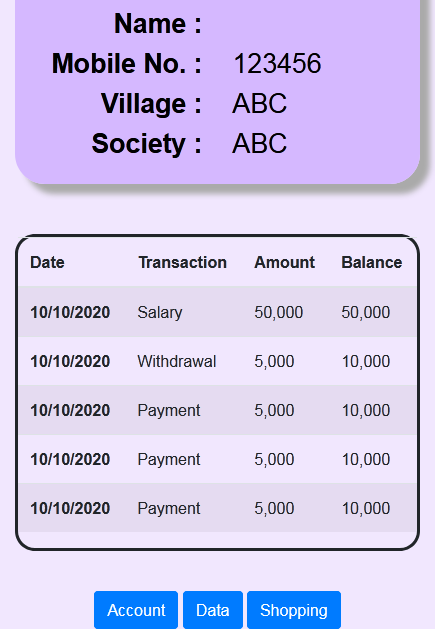 Name :
Mobile No. : 123456
Village : ABC
Society : ABC
Date Transaction Amount Balance
10/10/2020 Salary 50,000 50,000
10/10/2020 Withdrawal 5,000 10,000
10/10/2020 Payment 5,000 10,000
10/10/2020 Payment 5,000 10,000
10/10/2020 Payment 5,000 10,000
Account Data Shopping